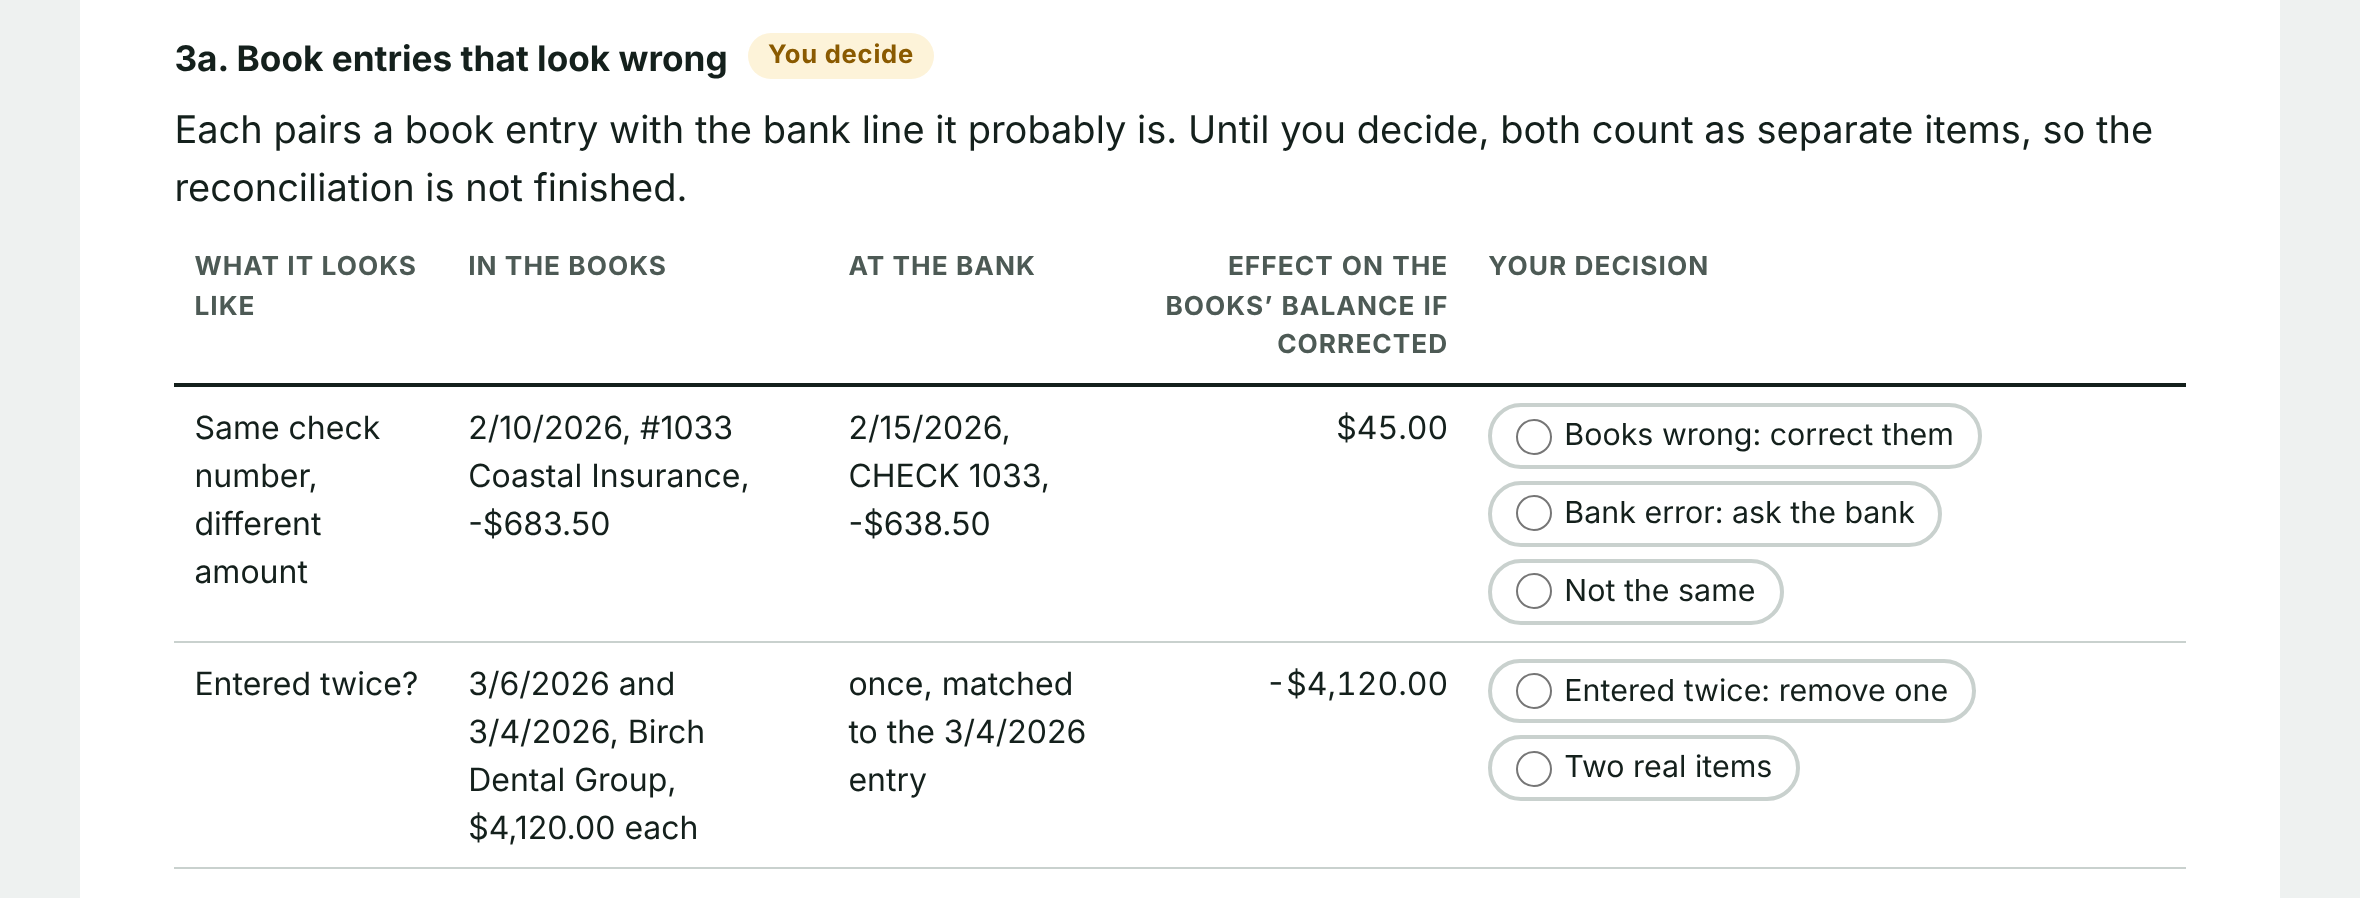 3a. Book entries that look wrong
You decide
Each pairs a book entry with the bank line it probably is. Until you decide, both count as separate items, so the
reconciliation is not finished.
WHAT IT LOOKS
LIKE
IN THE BOOKS
AT THE BANK
EFFECT ON THE
BOOKS’ BALANCE IF
CORRECTED
YOUR DECISION
Same check
number,
different
amount
2/10/2026, #1033
Coastal Insurance,
-$683.50
2/15/2026,
CHECK 1033,
-$638.50
$45.00
Books wrong: correct them
Bank error: ask the bank
Not the same
Entered twice?
3/6/2026 and
3/4/2026, Birch
Dental Group,
$4,120.00 each
once, matched
to the 3/4/2026
entry
-$4,120.00
Entered twice: remove one
Two real items